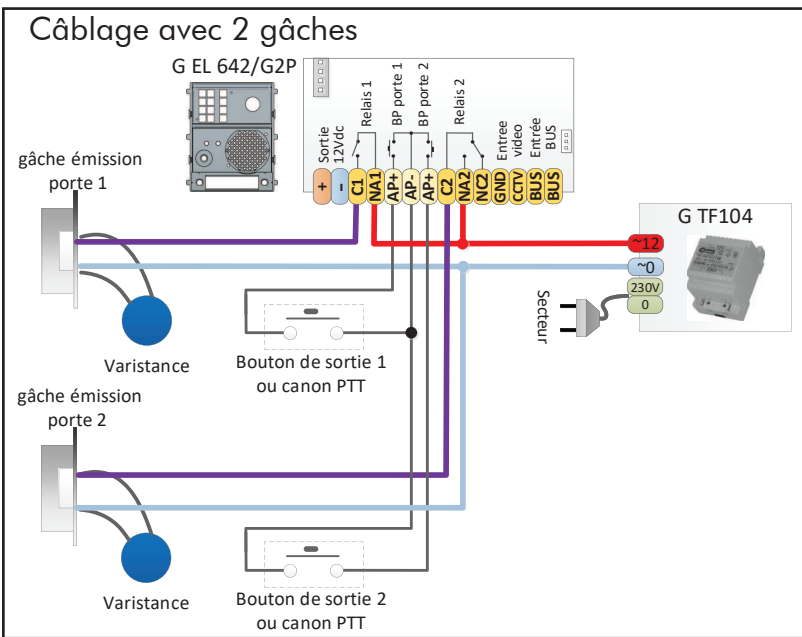 Câblage avec 2 gâches
G EL 642/G2P
Relais 1
BP porte 1
BP porte 2
Relais 2
Sortie
12Vdc
Entree
video
Entrée
BUS
+
-
C1
NA1
AP+
AP-
AP+
C2
NA2
NC2
GND
CCTV
BUS
BUS
gâche émission
porte 1
G TF104
~12
~0
230V
0
Secteur
Varistance
Bouton de sortie 1
ou canon PTT
gâche émission
porte 2
Varistance
Bouton de sortie 2
ou canon PTT